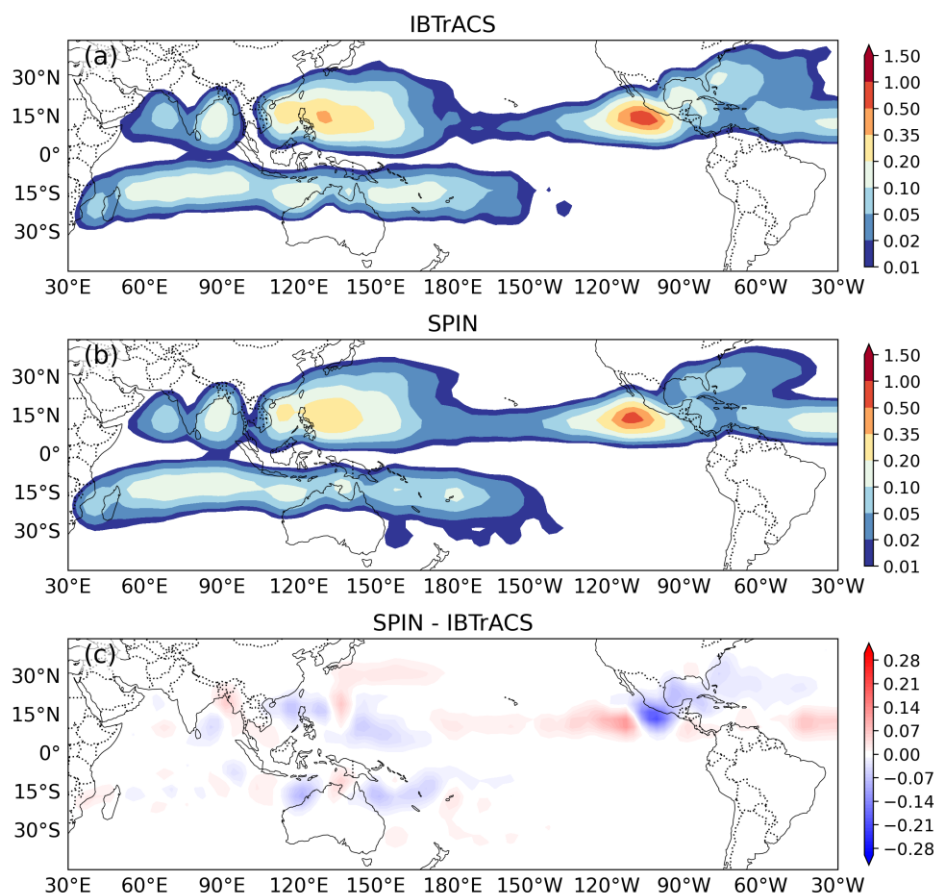 IBTrACS
(a)
30°N
15°N
0°
15°S
30°S
30°E 60°E 90°E 120°E 150°E 180°W 150°W 120°W 90°W 60°W 30°W
1.50
1.00
0.50
0.35
0.20
0.10
0.05
0.02
0.01
SPIN
(b)
30°N
15°N
0°
15°S
30°S
30°E 60°E 90°E 120°E 150°E 180°W 150°W 120°W 90°W 60°W 30°W
1.50
1.00
0.50
0.35
0.20
0.10
0.05
0.02
0.01
SPIN - IBTrACS
(c)
30°N
15°N
0°
15°S
30°S
30°E 60°E 90°E 120°E 150°E 180°W 150°W 120°W 90°W 60°W 30°W
0.28
0.21
0.14
0.07
0.00
−0.07
−0.14
−0.21
−0.28